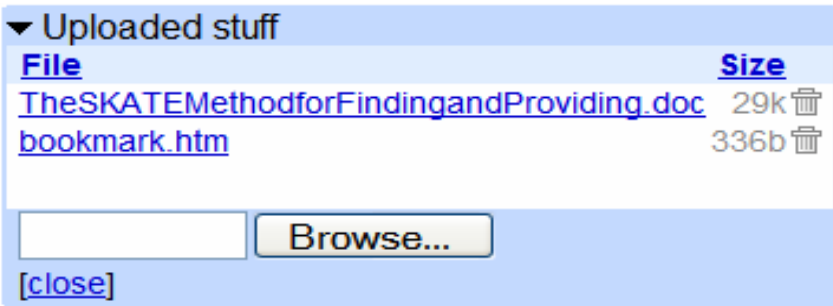 Uploaded stuff
File Size
TheSKATEMethodforFindingandProviding.doc 29k
bookmark.htm 336b
Browse...
[close]